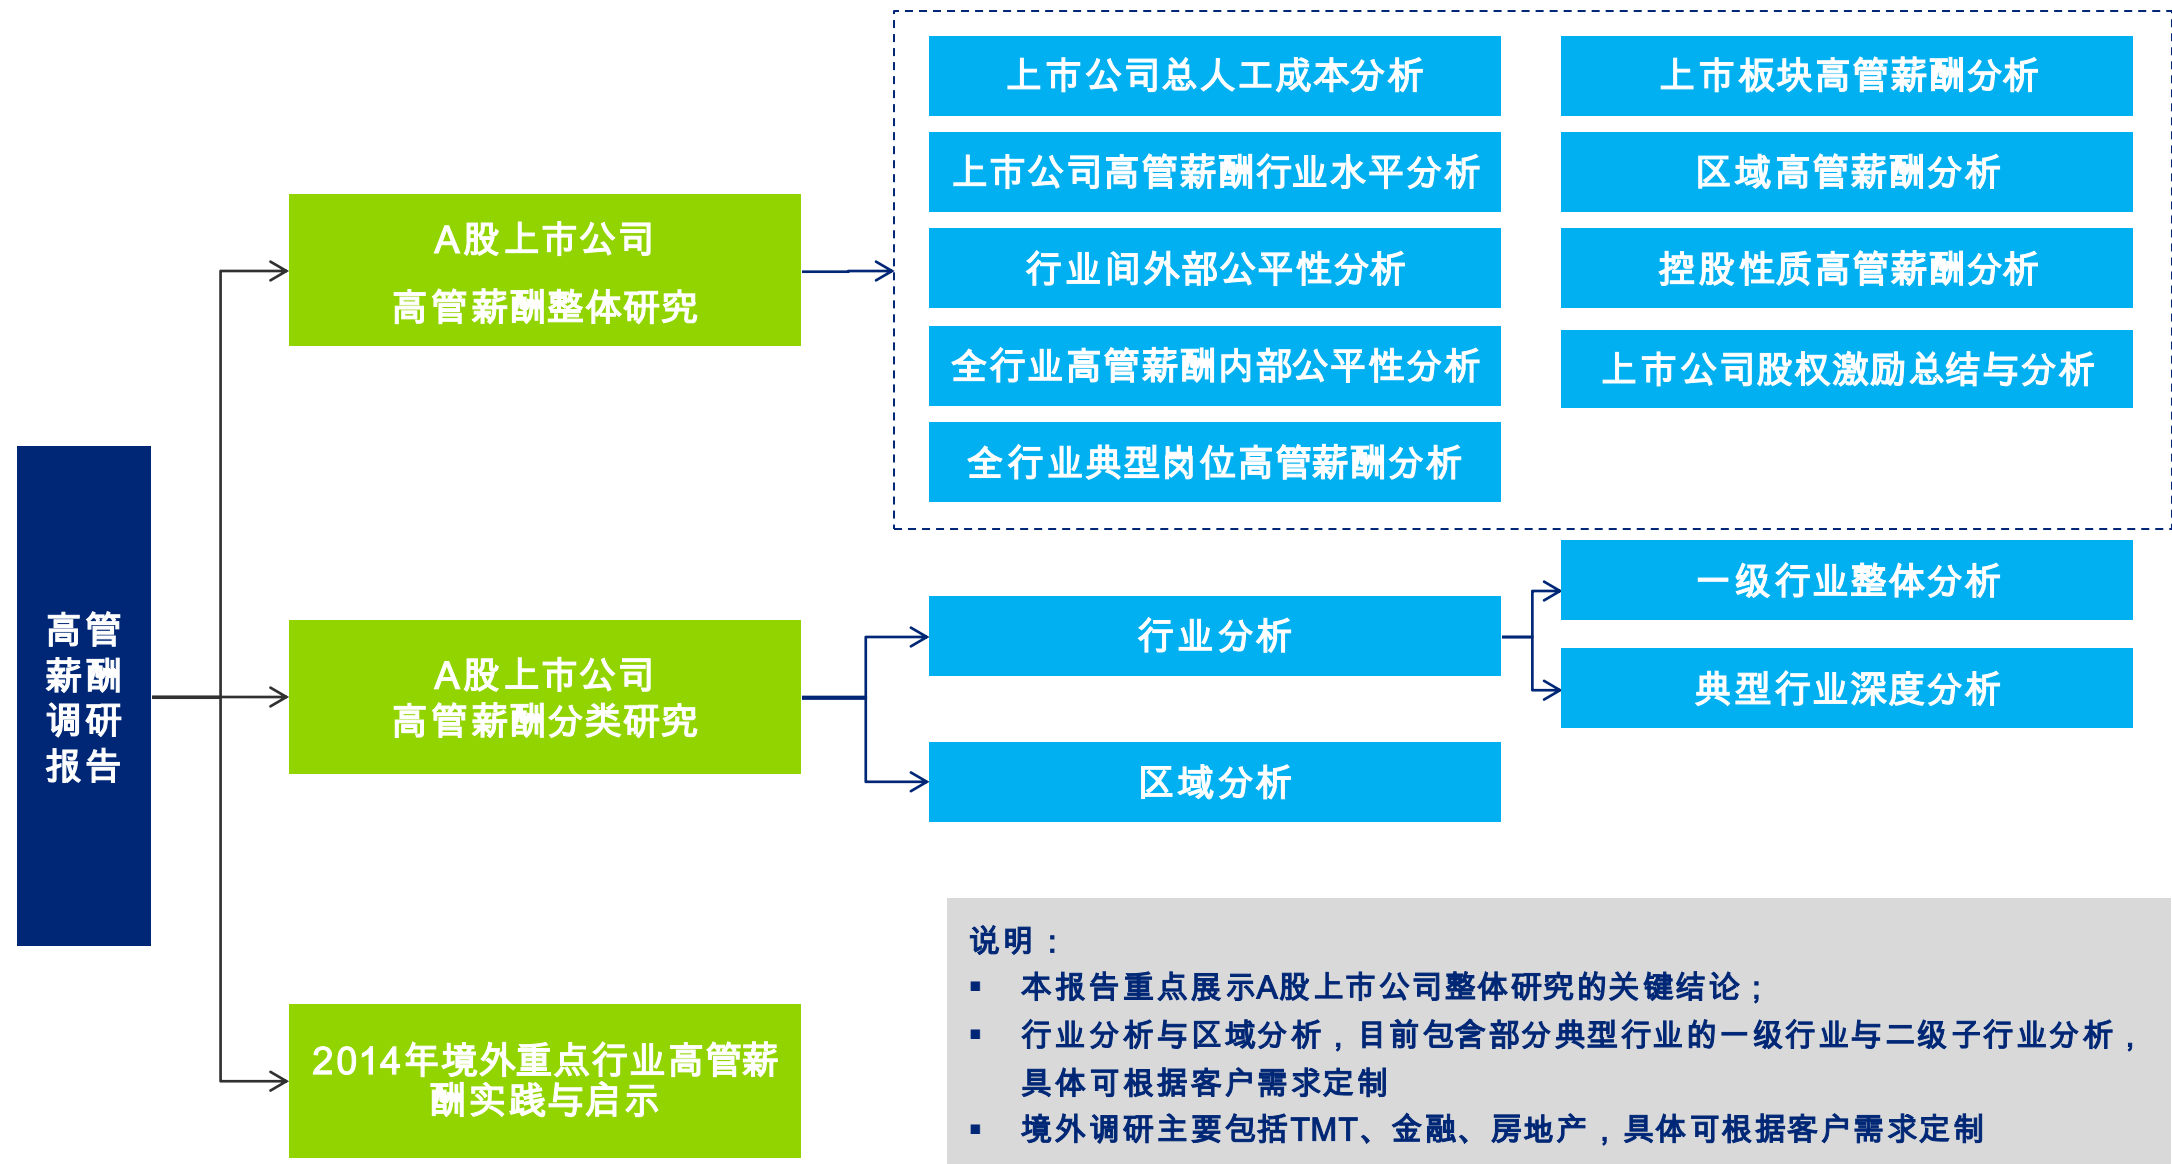 高管
薪酬
调研
报告
A股上市公司
高管薪酬整体研究
上市公司总人工成本分析
上市公司高管薪酬行业水平分析
行业间外部公平性分析
全行业高管薪酬内部公平性分析
全行业典型岗位高管薪酬分析
上市板块高管薪酬分析
区域高管薪酬分析
控股性质高管薪酬分析
上市公司股权激励总结与分析
A股上市公司
高管薪酬分类研究
行业分析
一级行业整体分析
典型行业深度分析
区域分析
2014年境外重点行业高管薪
酬实践与启示
说明：
▪ 本报告重点展示A股上市公司整体研究的关键结论；
▪ 行业分析与区域分析，目前包含部分典型行业的一级行业与二级子行业分析，
具体可根据客户需求定制
▪ 境外调研主要包括TMT、金融、房地产，具体可根据客户需求定制